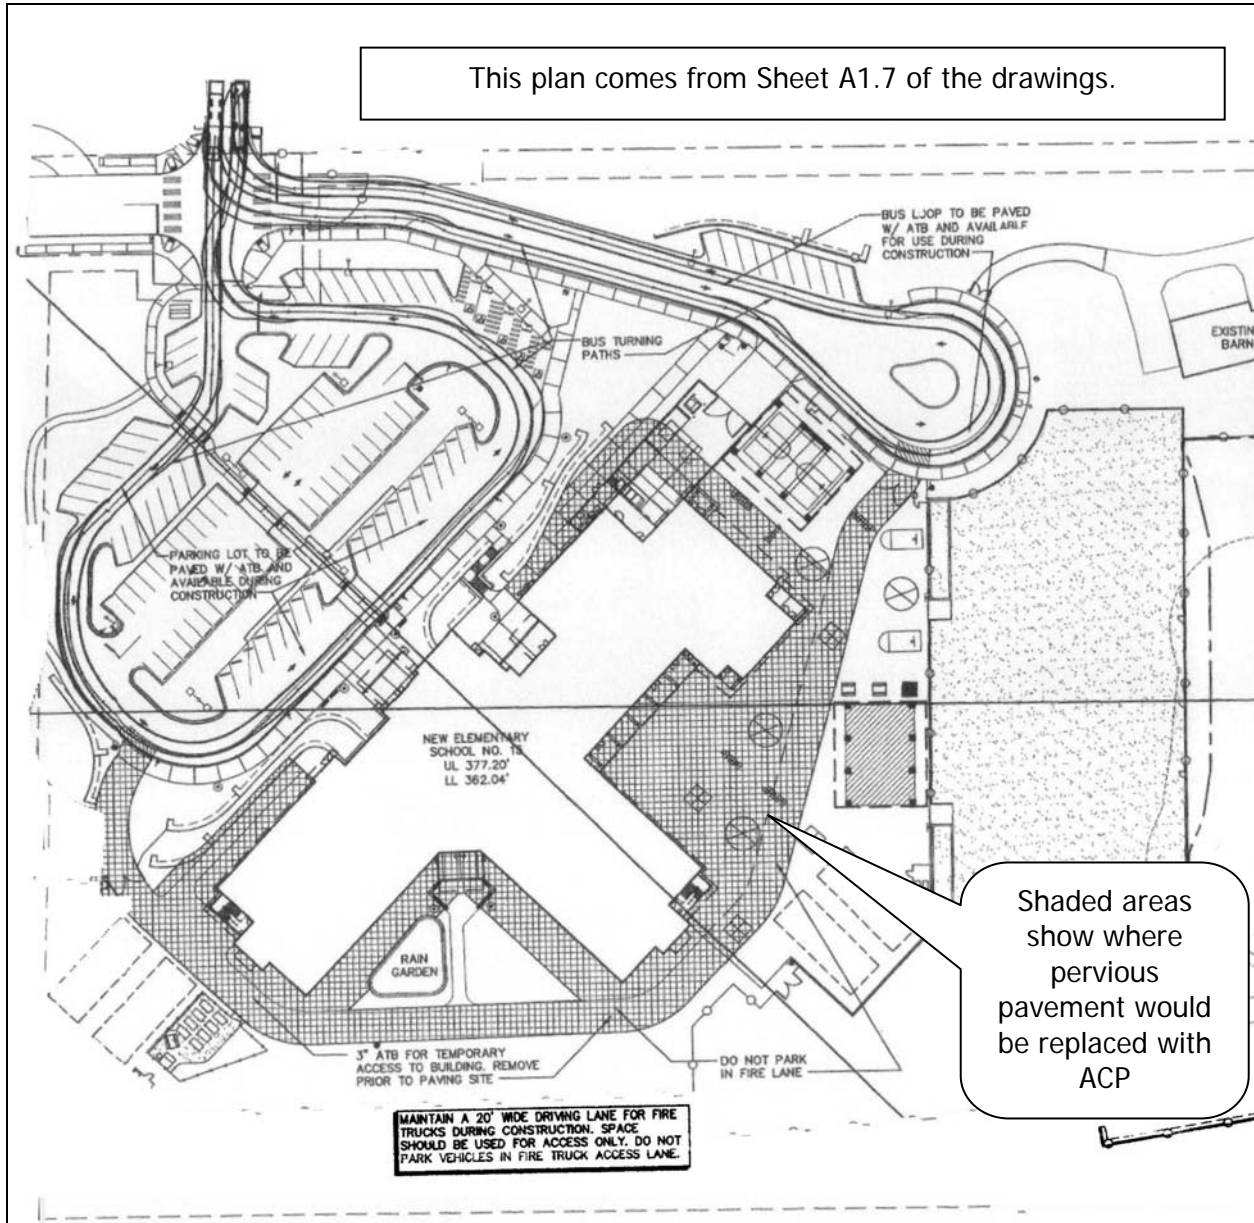 This plan comes from Sheet A1.7 of the drawings.
BUS LOOP TO BE PAVED
W/ ATB AND AVAILABLE
FOR USE DURING
CONSTRUCTION
EXISTIN
BARN
BUS TURNING
PATHS
PARKING LOT TO BE
PAVED W/ ATB AND
AVAILABLE DURING
CONSTRUCTION
NEW ELEMENTARY
SCHOOL NO. 15
UL 377.20'
LL 362.04'
Shaded areas
show where
pervious
pavement would
be replaced with
ACP
RAIN
GARDEN
3" ATB FOR TEMPORARY
ACCESS TO BUILDING. REMOVE
PRIOR TO PAVING SITE
DO NOT PARK
IN FIRE LANE
MAINTAIN A 20' WIDE DRIVING LANE FOR FIRE
TRUCKS DURING CONSTRUCTION. SPACE
SHOULD BE USED FOR ACCESS ONLY. DO NOT
PARK VEHICLES IN FIRE TRUCK ACCESS LANE.